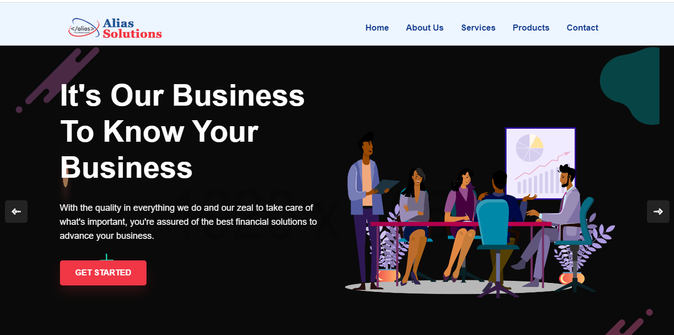 </alias>
Alias
Solutions
Home About Us Services Products Contact
It's Our Business
To Know Your
Business
With the quality in everything we do and our zeal to take care of
what's important, you're assured of the best financial solutions to
advance your business.
GET STARTED